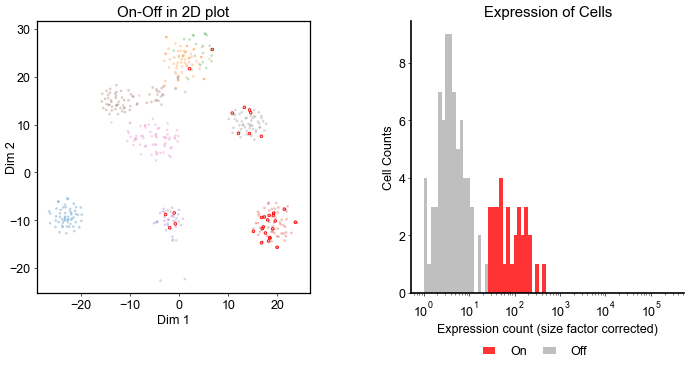 On-Off in 2D plot
30
20
10
0
−10
−20
Dim 2
−20 −10 0 10 20
Dim 1
Expression of Cells
8
6
4
2
0
Cell Counts
10⁰ 10¹ 10² 10³ 10⁴ 10⁵
Expression count (size factor corrected)
On Off